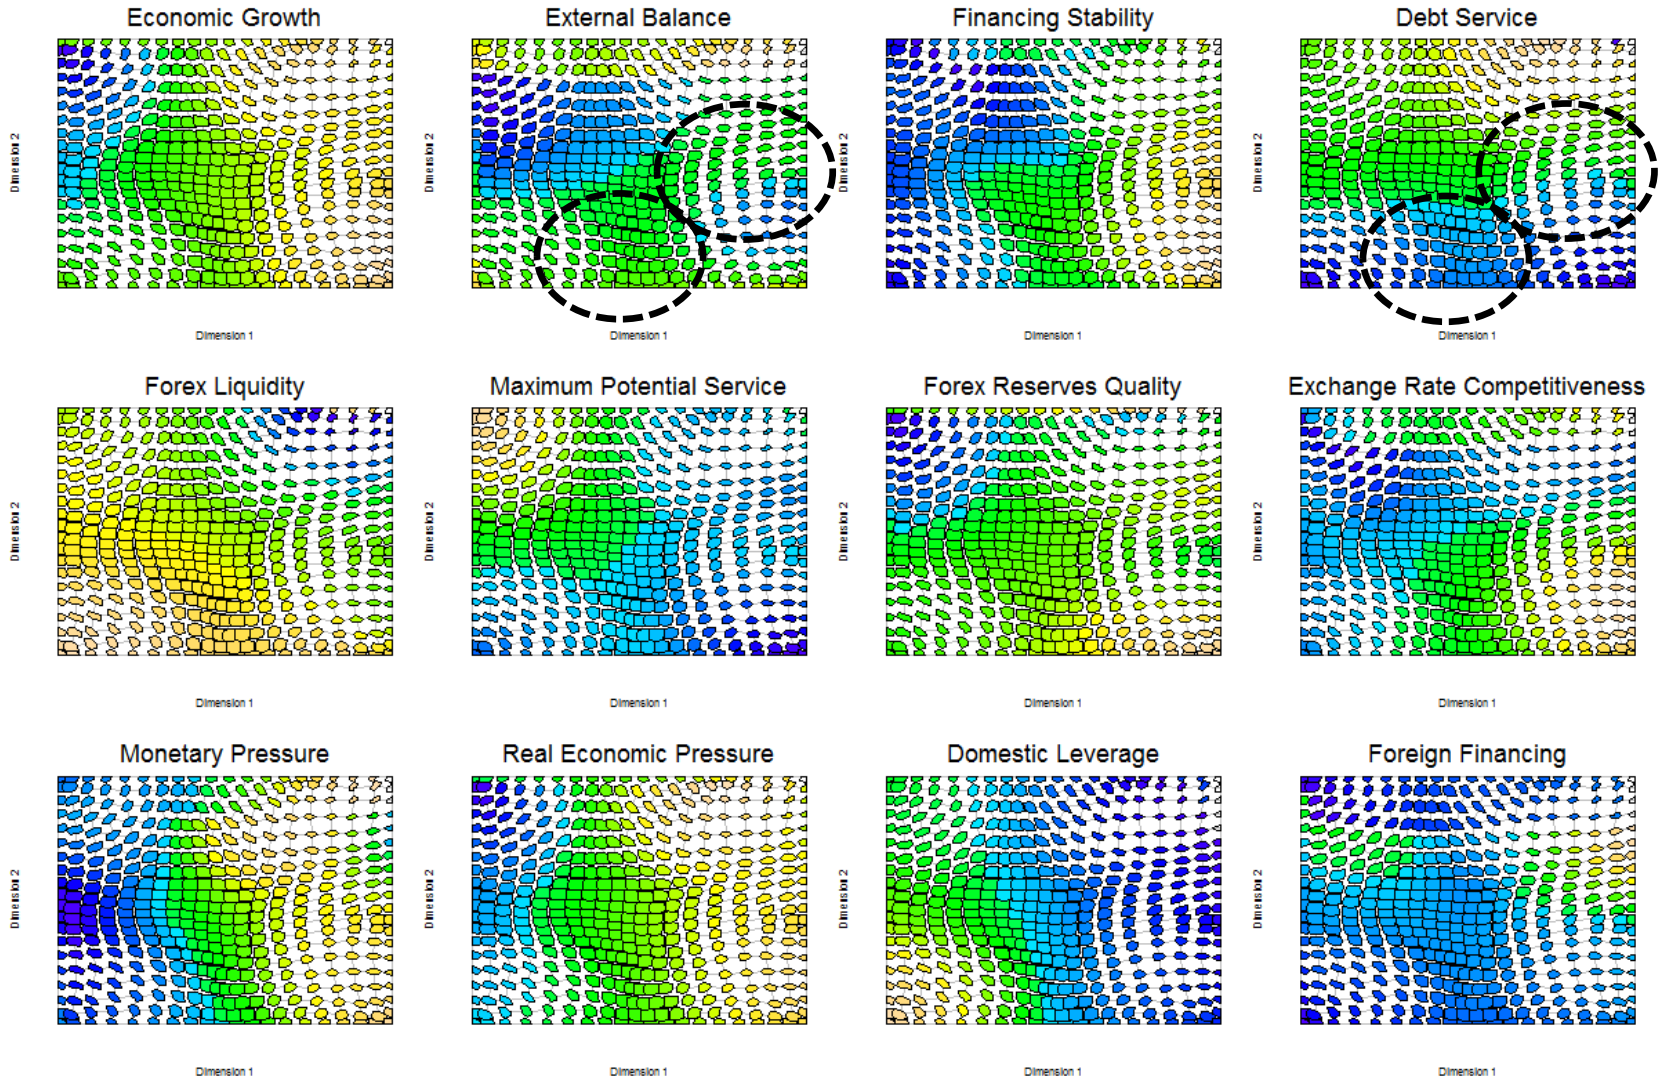 Economic Growth
External Balance
Financing Stability
Debt Service
Dimension 2
Dimension 2
Dimension 2
Dimension 2
Dimension 1
Dimension 1
Dimension 1
Dimension 1
Forex Liquidity
Maximum Potential Service
Forex Reserves Quality
Exchange Rate Competitiveness
Dimension 2
Dimension 2
Dimension 2
Dimension 2
Dimension 1
Dimension 1
Dimension 1
Dimension 1
Monetary Pressure
Real Economic Pressure
Domestic Leverage
Foreign Financing
Dimension 2
Dimension 2
Dimension 2
Dimension 2
Dimension 1
Dimension 1
Dimension 1
Dimension 1